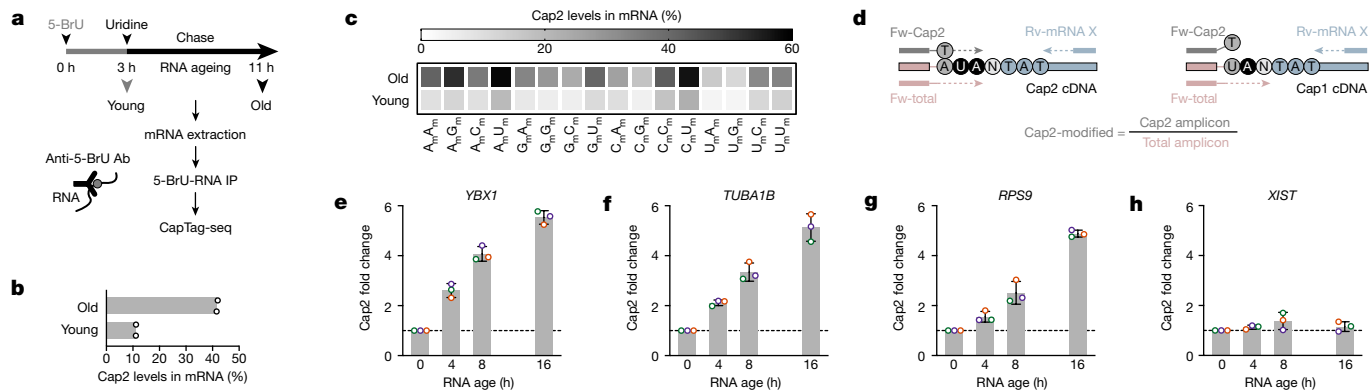 a
5-BrU
Uridine
Chase
RNA ageing
0 h
3 h
11 h
Young
Old
mRNA extraction
Anti-5-BrU Ab
RNA
5-BrU-RNA IP
CapTag-seq
b
Old
Young
0 10 20 30 40 50
Cap2 levels in mRNA (%)
c
Cap2 levels in mRNA (%)
0 20 40 60
Old
Young
AmAm AmGm AmCm AmUm GmAm GmGm GmCm GmUm CmAm CmGm CmCm CmUm UmAm UmGm UmCm UmUm
d
Fw-Cap2
T
Rv-mRNA X
A U A N T A T
Fw-total
Cap2 cDNA
Fw-Cap2
T
Rv-mRNA X
U A N T A T
Fw-total
Cap1 cDNA
Cap2-modified =
Cap2 amplicon
Total amplicon
e
YBX1
Cap2 fold change
6
4
2
0
0 4 8 16
RNA age (h)
f
TUBA1B
Cap2 fold change
6
4
2
0
0 4 8 16
RNA age (h)
g
RPS9
Cap2 fold change
6
4
2
0
0 4 8 16
RNA age (h)
h
XIST
Cap2 fold change
6
4
2
0
0 4 8 16
RNA age (h)